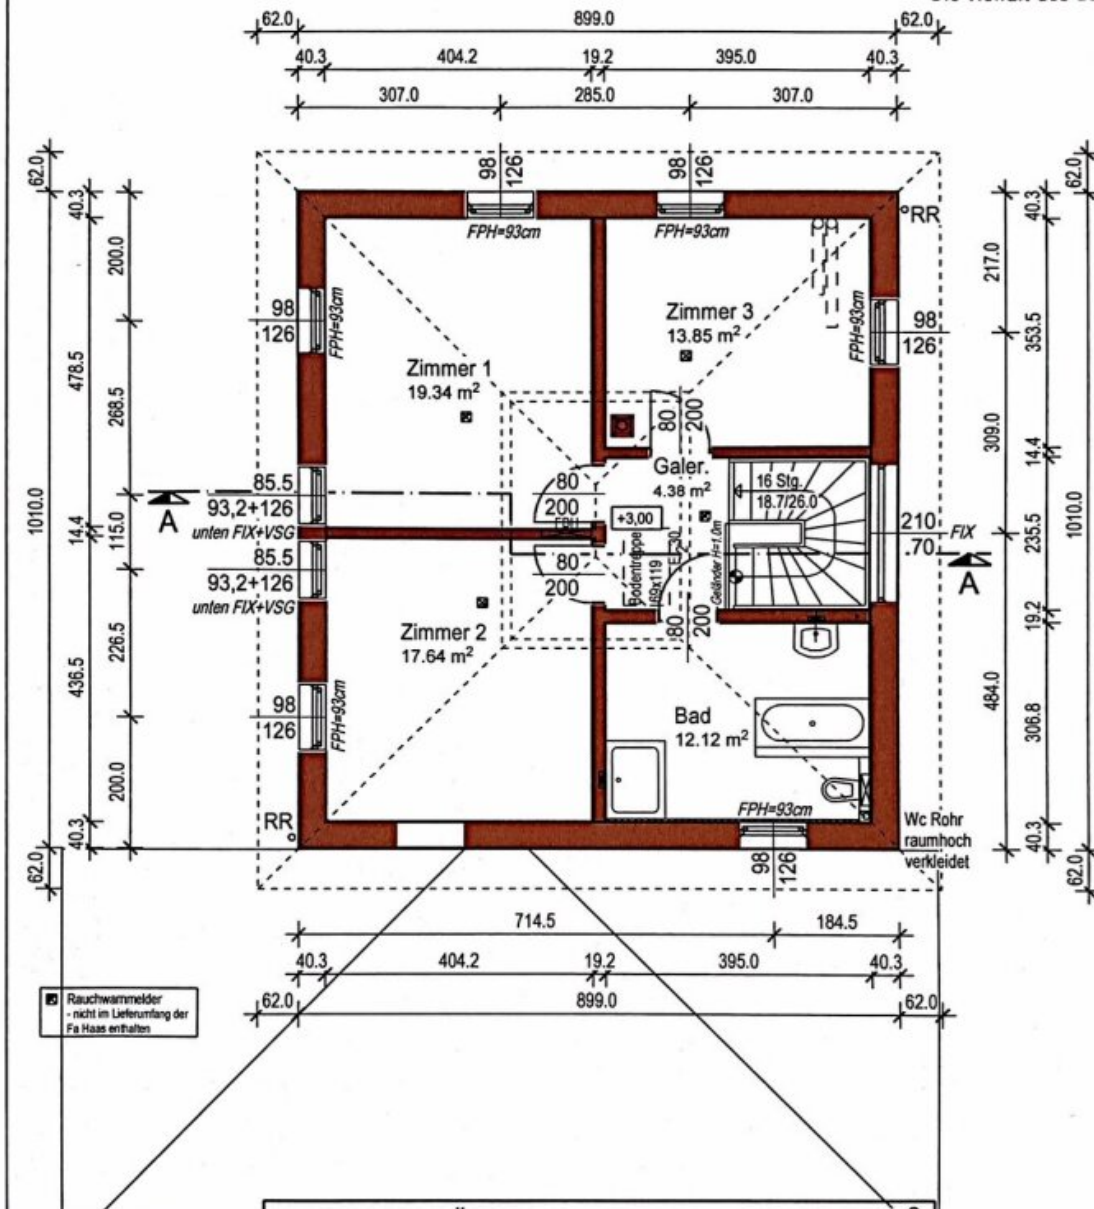 62.0 899.0 62.0
40.3 404.2 19.2 395.0 40.3
307.0 285.0 307.0
62.0
40.3
98
126
98
126
62.0
40.3
FPH=93cm
FPH=93cm
RR
200.0
217.0
98
126
FPH=93cm
Zimmer 3
13.85 m²
FPH=93cm
98
126
353.5
478.5
Zimmer 1
19.34 m²
268.5
80
200
309.0
14.4
Galer.
4.38 m²
16 Stg.
18.7/26.0
85.5
93,2+126
unten FIX+VSG
80
200
A
1010.0
14.4
115.0
+3,00
210
.70
FIX
235.5
1010.0
85.5
93,2+126
unten FIX+VSG
80
200
Bodentreppe
69x119
Geländer H=1.0m
A
80
200
19.2
Zimmer 2
17.64 m²
226.5
436.5
484.0
98
126
FPH=93cm
Bad
12.12 m²
306.8
200.0
FPH=93cm
RR
40.3
Wc Rohr
raumhoch
verkleidet
40.3
62.0
98
126
62.0
714.5 184.5
40.3 404.2 19.2 395.0 40.3
62.0 899.0 62.0
Rauchwarnmelder
- nicht im Lieferumfang der
Fa Haas enthalten